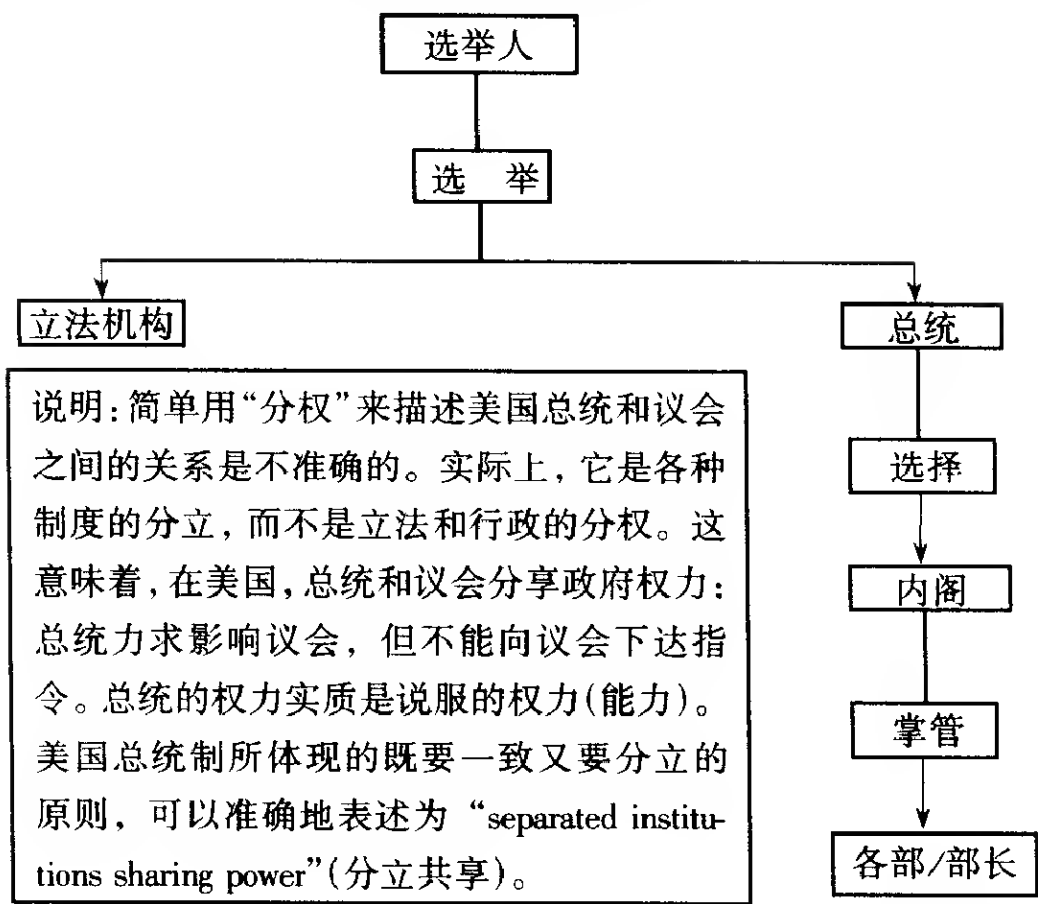 选举人
选 举
立法机构
总统
说明:简单用“分权”来描述美国总统和议会
之间的关系是不准确的。实际上,它是各种
制度的分立,而不是立法和行政的分权。这
意味着,在美国,总统和议会分享政府权力:
总统力求影响议会,但不能向议会下达指
令。总统的权力实质是说服的权力(能力)。
美国总统制所体现的既要一致又要分立的
原则,可以准确地表述为“separated institu-
tions sharing power”(分立共享)。
选择
内阁
掌管
各部/部长